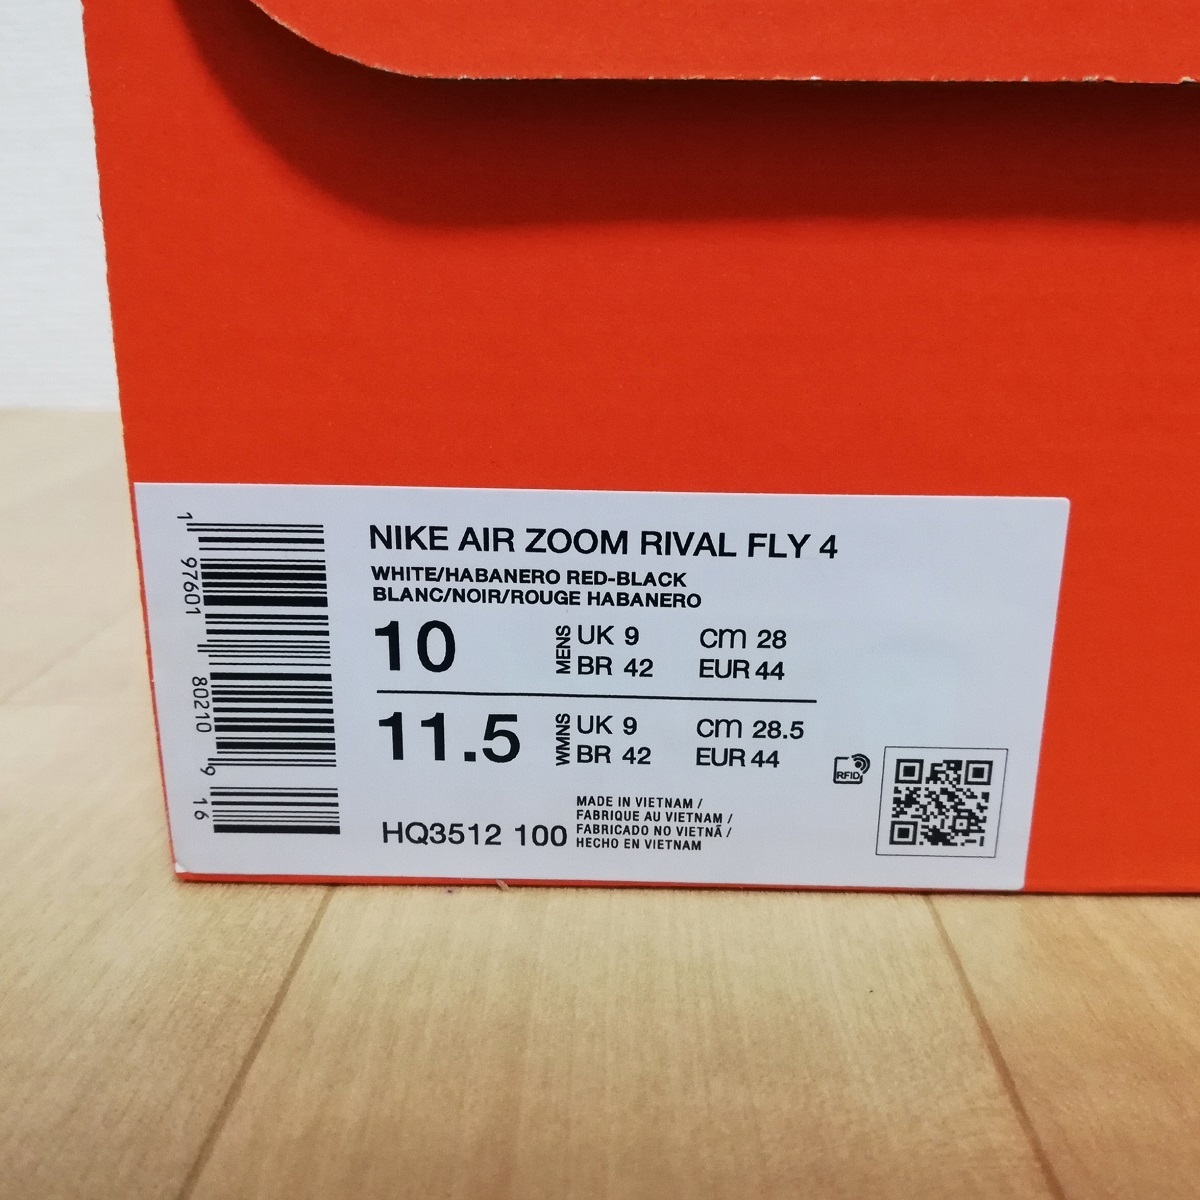 NIKE AIR ZOOM RIVAL FLY 4
WHITE/HABANERO RED-BLACK
BLANC/NOIR/ROUGE HABANERO
10 MENS UK 9 cm 28
BR 42 EUR 44
11.5 WMNS UK 9 cm 28.5
BR 42 EUR 44
HQ3512 100
MADE IN VIETNAM /
FABRIQUE AU VIETNAM /
FABRICADO NO VIETNÃ /
HECHO EN VIETNAM
RFID
1 97601 80210 9 16